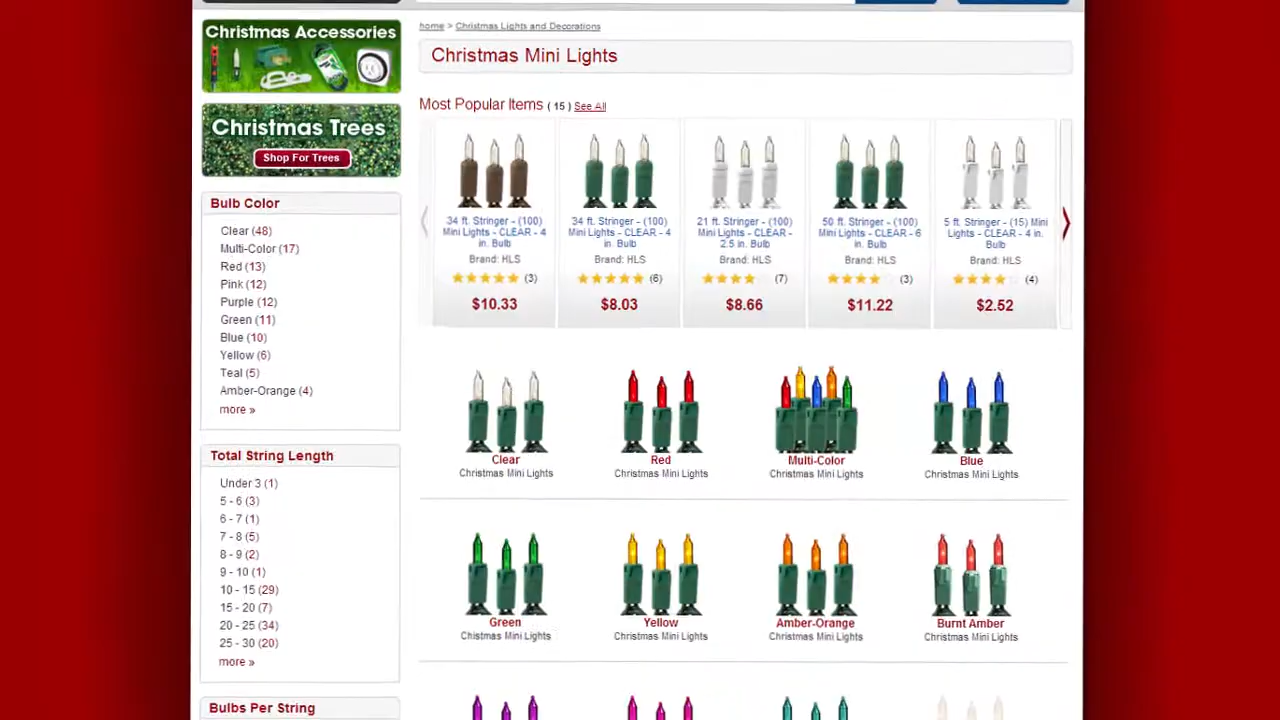 Christmas Accessories
Christmas Trees
Shop For Trees
Bulb Color
Clear (48)
Multi-Color (17)
Red (13)
Pink (12)
Purple (12)
Green (11)
Blue (10)
Yellow (6)
Teal (5)
Amber-Orange (4)
more »
Total String Length
Under 3 (1)
5 - 6 (3)
6 - 7 (1)
7 - 8 (5)
8 - 9 (2)
9 - 10 (1)
10 - 15 (29)
15 - 20 (7)
20 - 25 (34)
25 - 30 (20)
more »
Bulbs Per String
home > Christmas Lights and Decorations
Christmas Mini Lights
Most Popular Items ( 15 ) See All
34 ft. Stringer - (100)
Mini Lights - CLEAR - 4
in. Bulb
Brand: HLS
(3)
$10.33
34 ft. Stringer - (100)
Mini Lights - CLEAR - 4
in. Bulb
Brand: HLS
(6)
$8.03
21 ft. Stringer - (100)
Mini Lights - CLEAR -
2.5 in. Bulb
Brand: HLS
(7)
$8.66
50 ft. Stringer - (100)
Mini Lights - CLEAR - 6
in. Bulb
Brand: HLS
(3)
$11.22
5 ft. Stringer - (15) Mini
Lights - CLEAR - 4 in.
Bulb
Brand: HLS
(4)
$2.52
Clear
Christmas Mini Lights
Red
Christmas Mini Lights
Multi-Color
Christmas Mini Lights
Blue
Christmas Mini Lights
Green
Chistmas Mini Lights
Yellow
Christmas Mini Lights
Amber-Orange
Christmas Mini Lights
Burnt Amber
Christmas Mini Lights